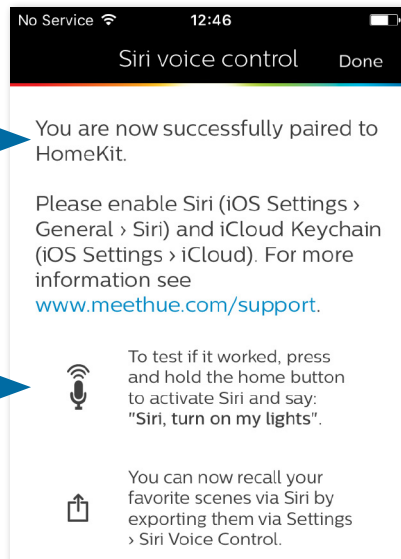 No Service 12:46
Siri voice control Done
You are now successfully paired to
HomeKit.
Please enable Siri (iOS Settings ›
General › Siri) and iCloud Keychain
(iOS Settings › iCloud). For more
information see
www.meethue.com/support.
To test if it worked, press
and hold the home button
to activate Siri and say:
"Siri, turn on my lights".
You can now recall your
favorite scenes via Siri by
exporting them via Settings
› Siri Voice Control.